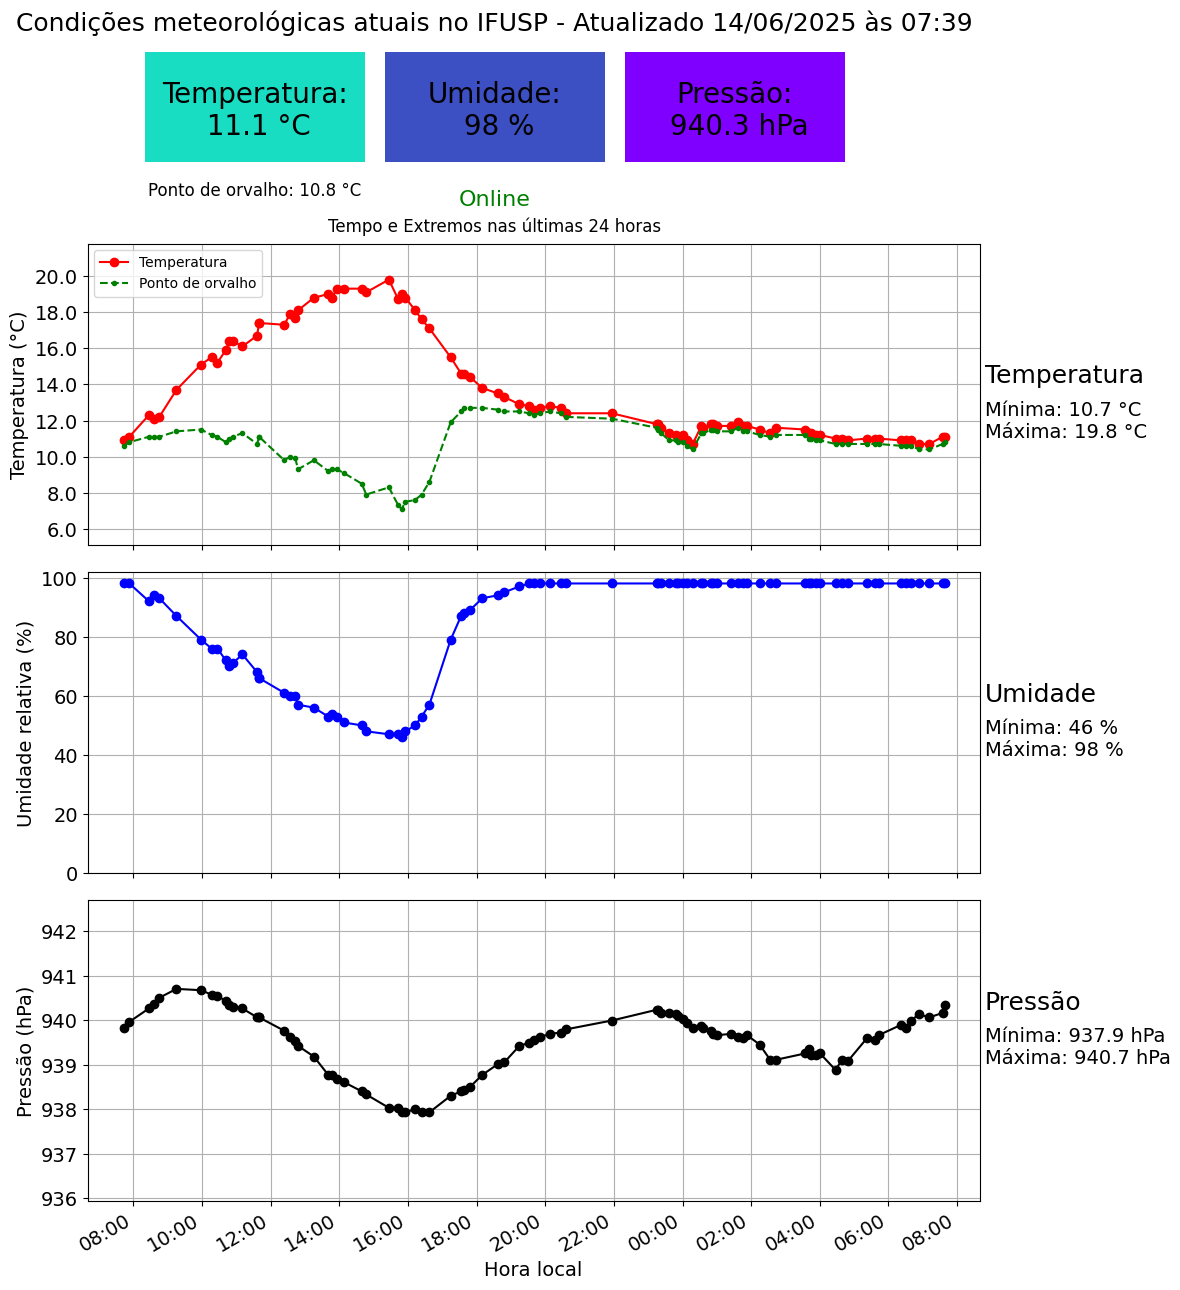 Condições meteorológicas atuais no IFUSP - Atualizado 14/06/2025 às 07:39
Temperatura:
11.1 °C
Umidade:
98 %
Pressão:
940.3 hPa
Ponto de orvalho: 10.8 °C
Online
Tempo e Extremos nas últimas 24 horas
Temperatura
Ponto de orvalho
Temperatura (°C)
20.0
18.0
16.0
14.0
12.0
10.0
8.0
6.0
Temperatura
Mínima: 10.7 °C
Máxima: 19.8 °C
Umidade relativa (%)
100
80
60
40
20
0
Umidade
Mínima: 46 %
Máxima: 98 %
Pressão (hPa)
942
941
940
939
938
937
936
Pressão
Mínima: 937.9 hPa
Máxima: 940.7 hPa
08:00
10:00
12:00
14:00
16:00
18:00
20:00
22:00
00:00
02:00
04:00
06:00
08:00
Hora local